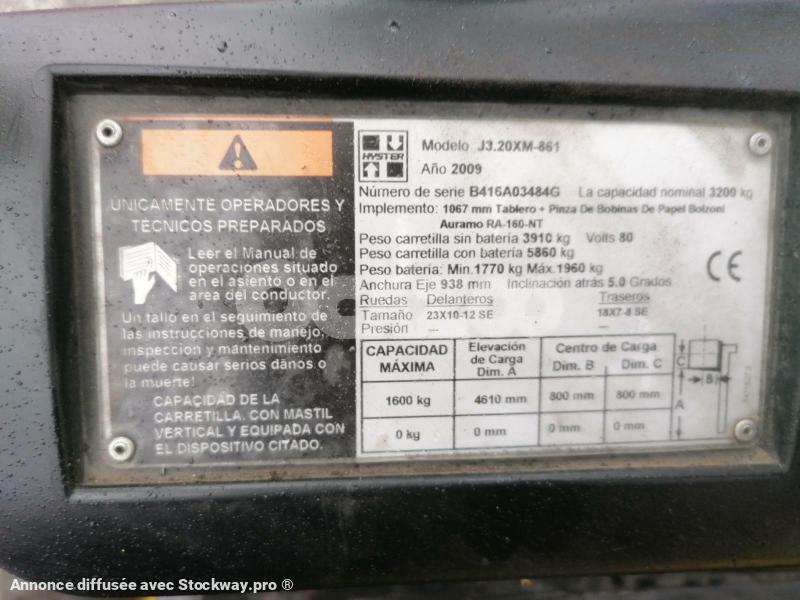 UNICAMENTE OPERADORES Y
TECNICOS PREPARADOS
Leer el Manual de
operaciones situado
en el asiento o en el
area del conductor.
Un fallo en el seguimiento de
las instrucciones de manejo,
inspeccion y mantenimiento
puede causar serios daños o
la muerte!
CAPACIDAD DE LA
CARRETILLA, CON MASTIL
VERTICAL Y EQUIPADA CON
EL DISPOSITIVO CITADO.
HYSTER
Modelo J3.20XM-861
Año 2009
Número de serie B416A03484G La capacidad nominal 3200 kg
Implemento: 1067 mm Tablero + Pinza De Bobinas De Papel Bolzoni
Auramo RA-160-NT
Peso carretilla sin batería 3910 kg Volts 80
Peso carretilla con batería 5860 kg
Peso batería: Min.1770 kg Máx.1960 kg
Anchura Eje 938 mm Inclinación atrás 5.0 Grados
Ruedas Delanteros Traseros
Tamaño 23X10-12 SE 18X7-8 SE
Presión --- ---
CE
CAPACIDAD MÁXIMA Elevación de Carga Dim. A Centro de Carga Dim. B Dim. C
1600 kg 4610 mm 800 mm 800 mm
0 kg 0 mm 0 mm 0 mm
C
B
A
Annonce diffusée avec Stockway.pro ®